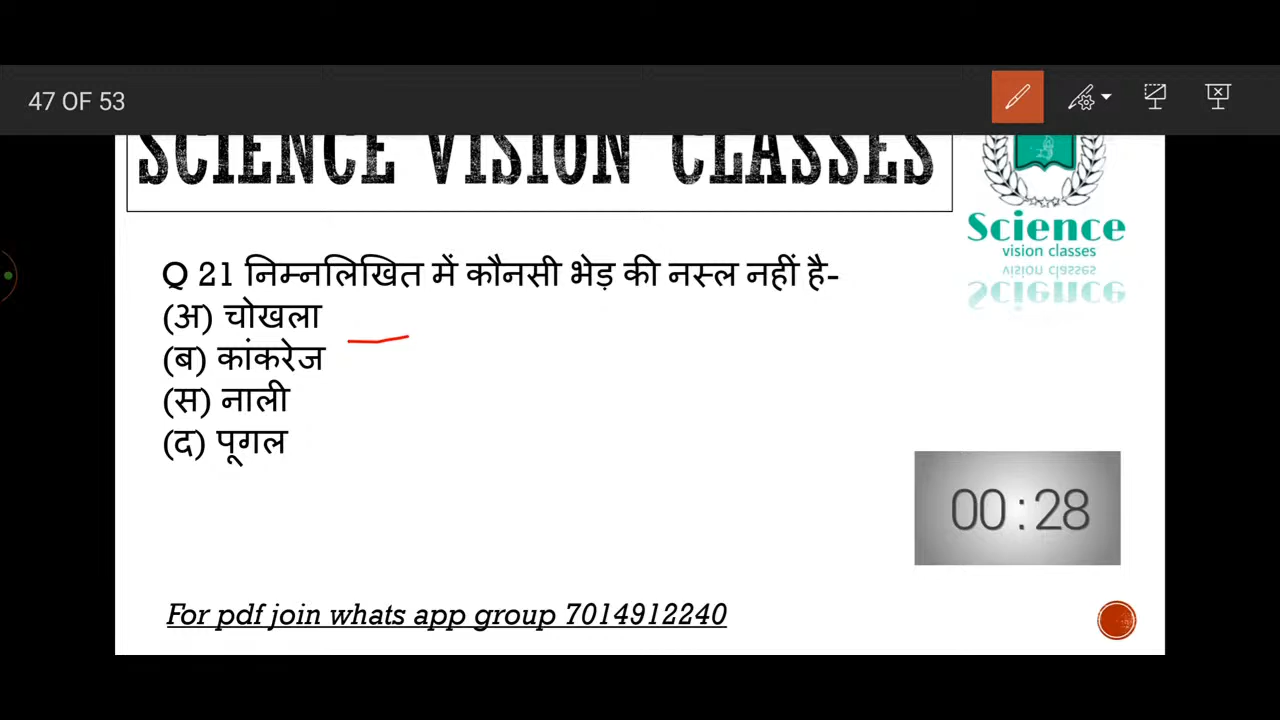 47 OF 53
SCIENCE VISION CLASSES
Science
vision classes
Q 21 निम्नलिखित में कौनसी भेड़ की नस्ल नहीं है-
(अ) चोखला
(ब) कांकरेज
(स) नाली
(द) पूगल
00:28
For pdf join whats app group 7014912240